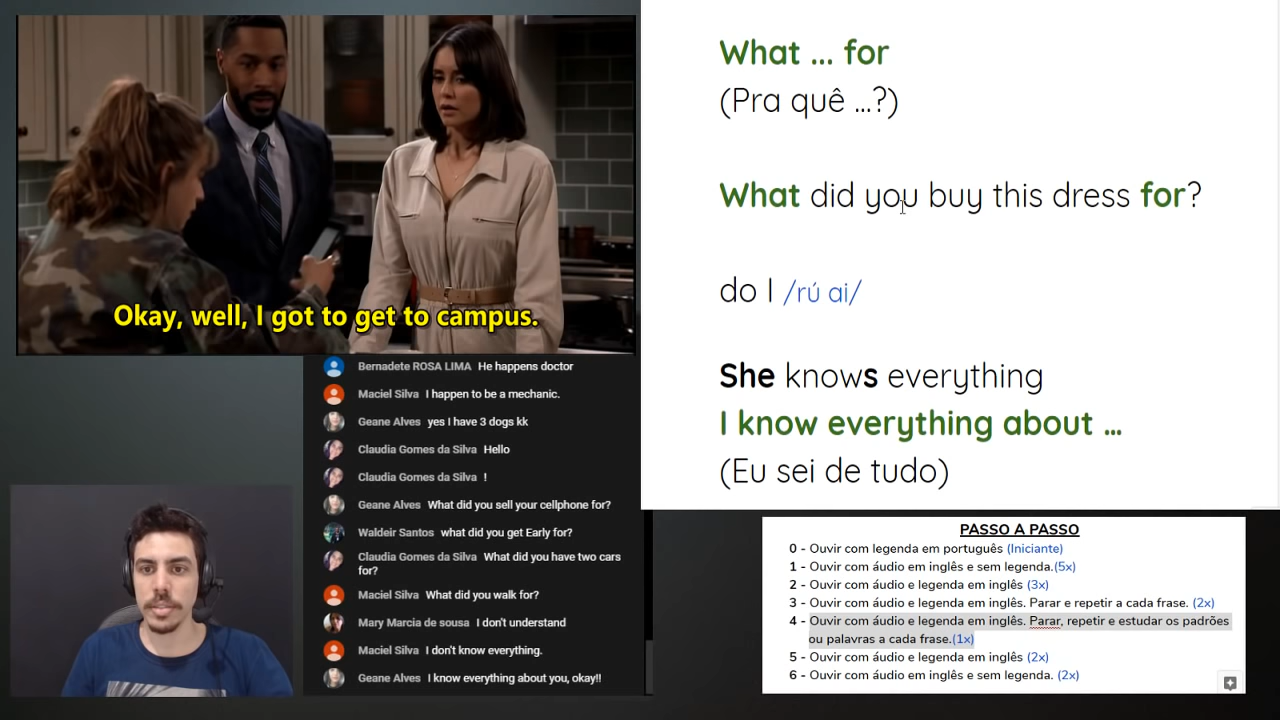 Okay, well, I got to get to campus.
Bernadete ROSA LIMA He happens doctor
Maciel Silva I happen to be a mechanic.
Geane Alves yes I have 3 dogs kk
Claudia Gomes da Silva Hello
Claudia Gomes da Silva !
Geane Alves What did you sell your cellphone for?
Waldeir Santos what did you get Early for?
Claudia Gomes da Silva What did you have two cars
for?
Maciel Silva What did you walk for?
Mary Marcia de sousa I don't understand
Maciel Silva I don't know everything.
Geane Alves I know everything about you, okay!!
What ... for
(Pra quê ...?)
What did you buy this dress for?
do I /rú ai/
She knows everything
I know everything about ...
(Eu sei de tudo)
PASSO A PASSO
0 - Ouvir com legenda em português (Iniciante)
1 - Ouvir com áudio em inglês e sem legenda.(5x)
2 - Ouvir com áudio e legenda em inglês (3x)
3 - Ouvir com áudio e legenda em inglês. Parar e repetir a cada frase. (2x)
4 - Ouvir com áudio e legenda em inglês. Parar, repetir e estudar os padrões
ou palavras a cada frase.(1x)
5 - Ouvir com áudio e legenda em inglês (2x)
6 - Ouvir com áudio em inglês e sem legenda. (2x)